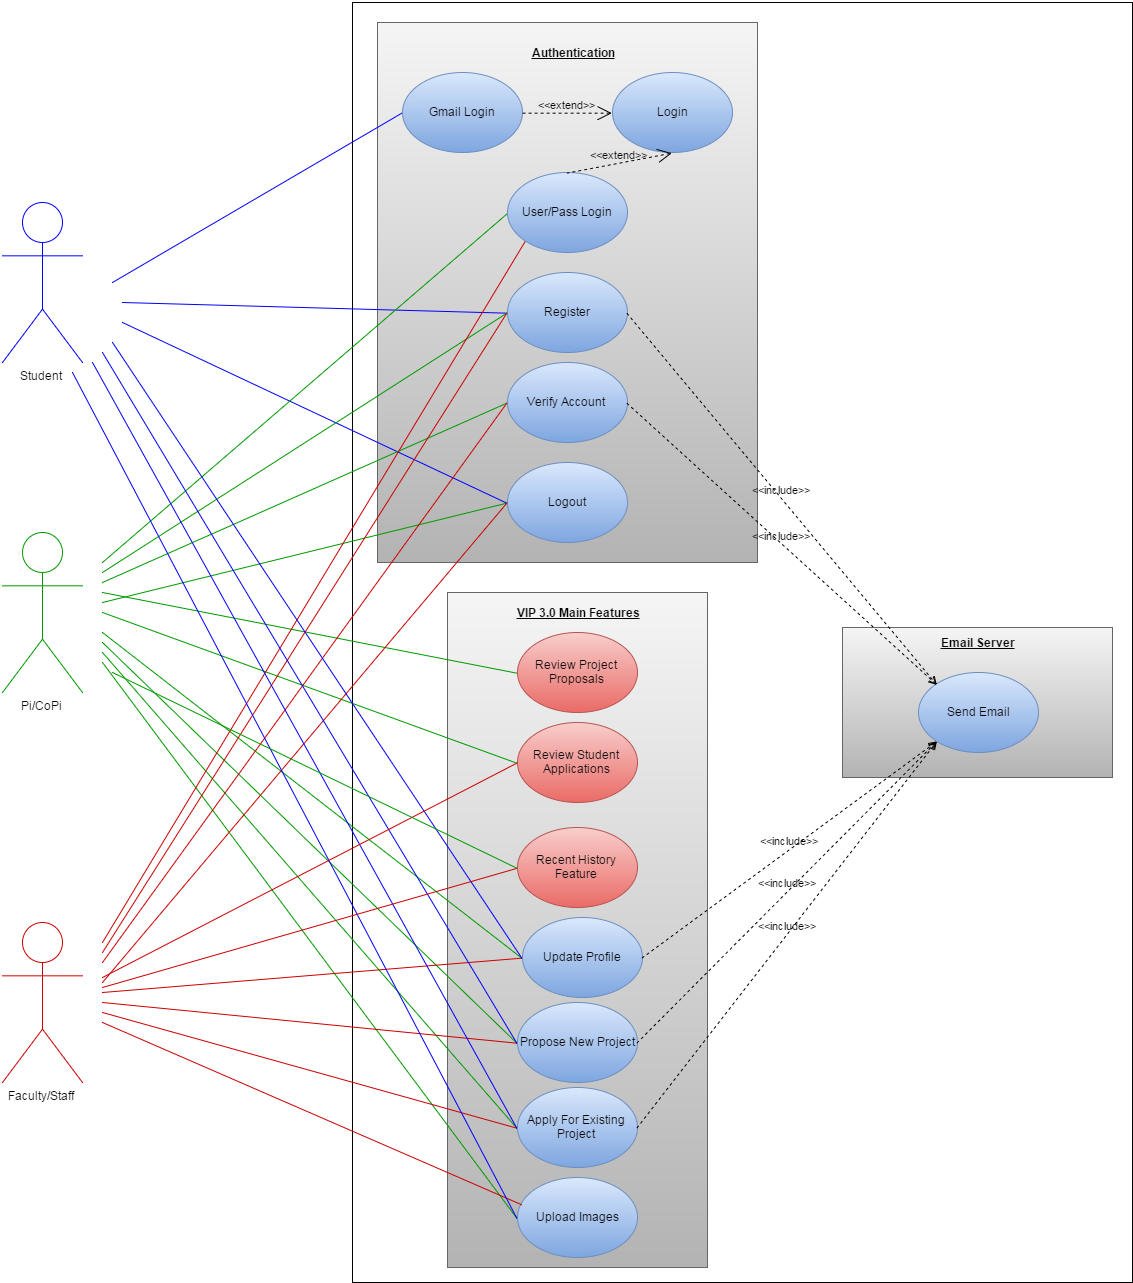 Authentication
Gmail Login
<<extend>>
Login
<<extend>>
User/Pass Login
Register
Student
Verify Account
<<include>>
Logout
<<include>>
VIP 3.0 Main Features
Email Server
Review Project
Proposals
Pi/CoPi
Send Email
Review Student
Applications
<<include>>
Recent History
Feature
<<include>>
<<include>>
Update Profile
Propose New Project
Faculty/Staff
Apply For Existing
Project
Upload Images